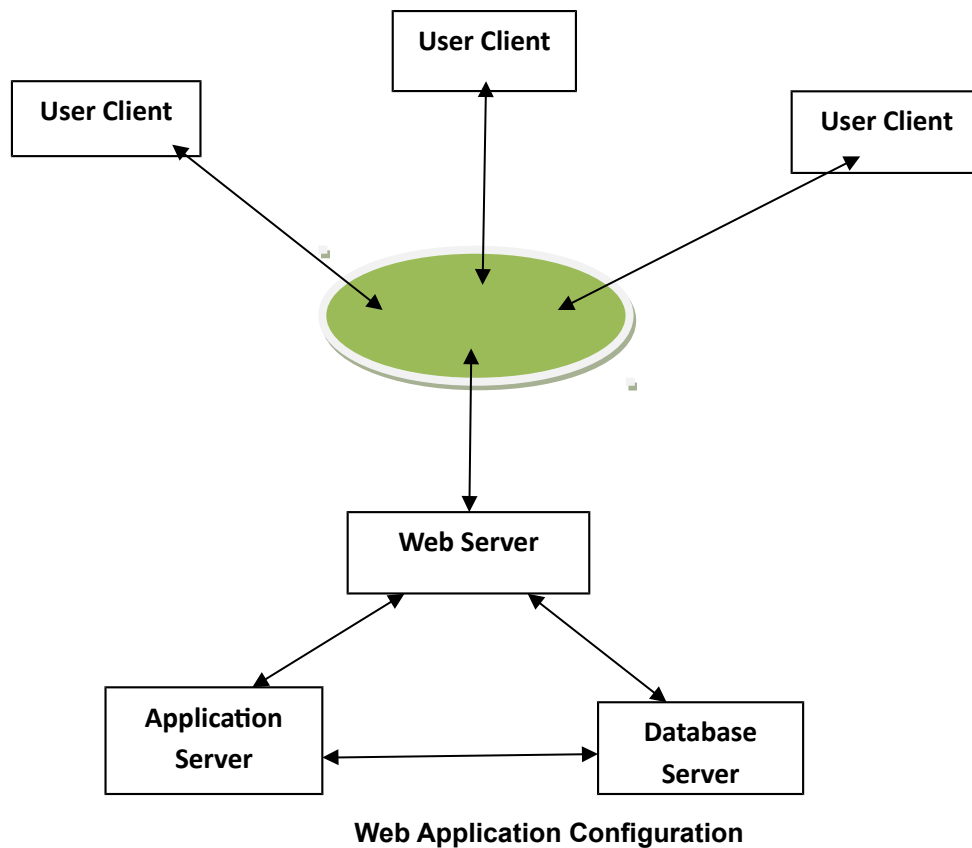 User Client
User Client
User Client
Web Server
Application
Server
Database
Server
Web Application Configuration